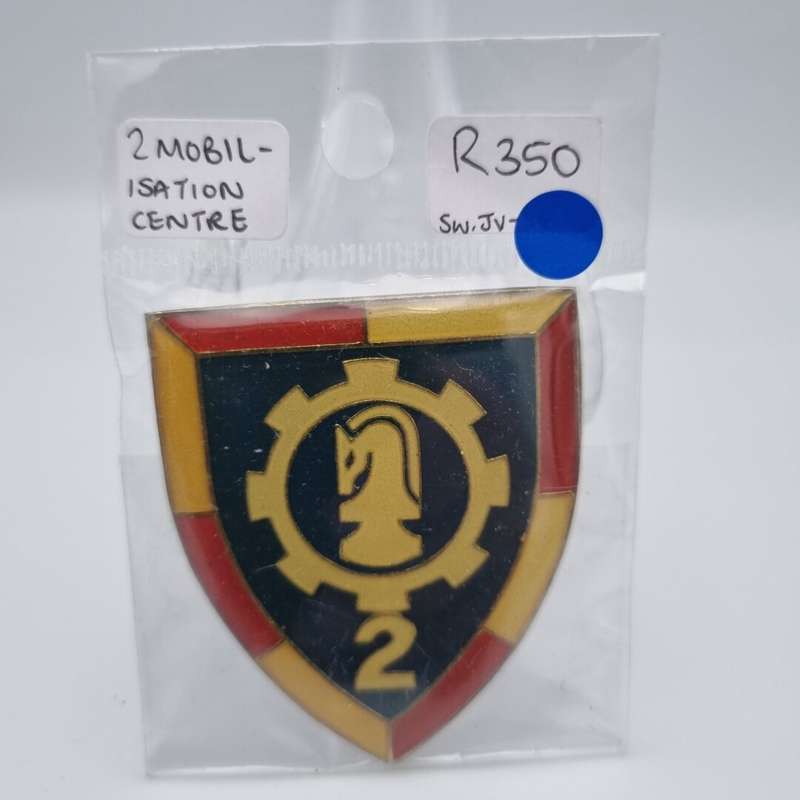 2 MOBIL-
ISATION
CENTRE
R350
SW.JV-
2